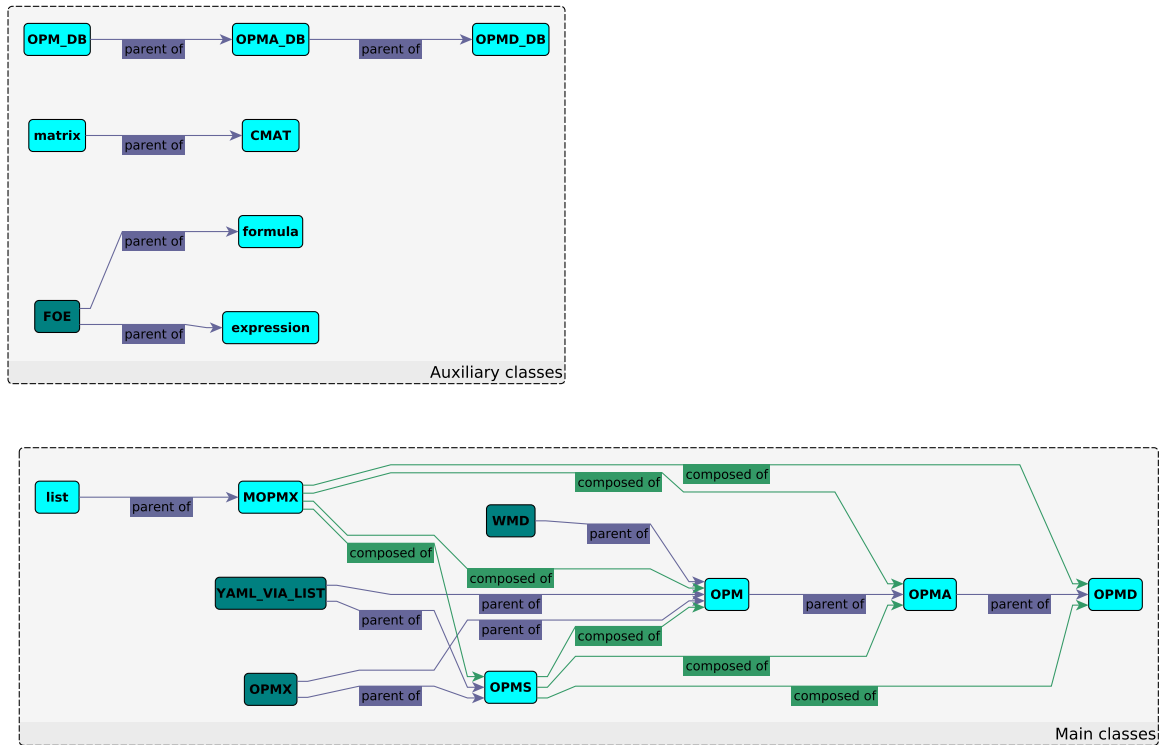 OPM_DB
parent of
OPMA_DB
parent of
OPMD_DB
matrix
parent of
CMAT
parent of
formula
FOE
parent of
expression
Auxiliary classes
list
parent of
MOPMX
composed of
composed of
WMD
parent of
composed of
composed of
YAML_VIA_LIST
parent of
parent of
OPM
parent of
OPMA
parent of
OPMD
parent of
composed of
composed of
OPMX
parent of
OPMS
composed of
Main classes